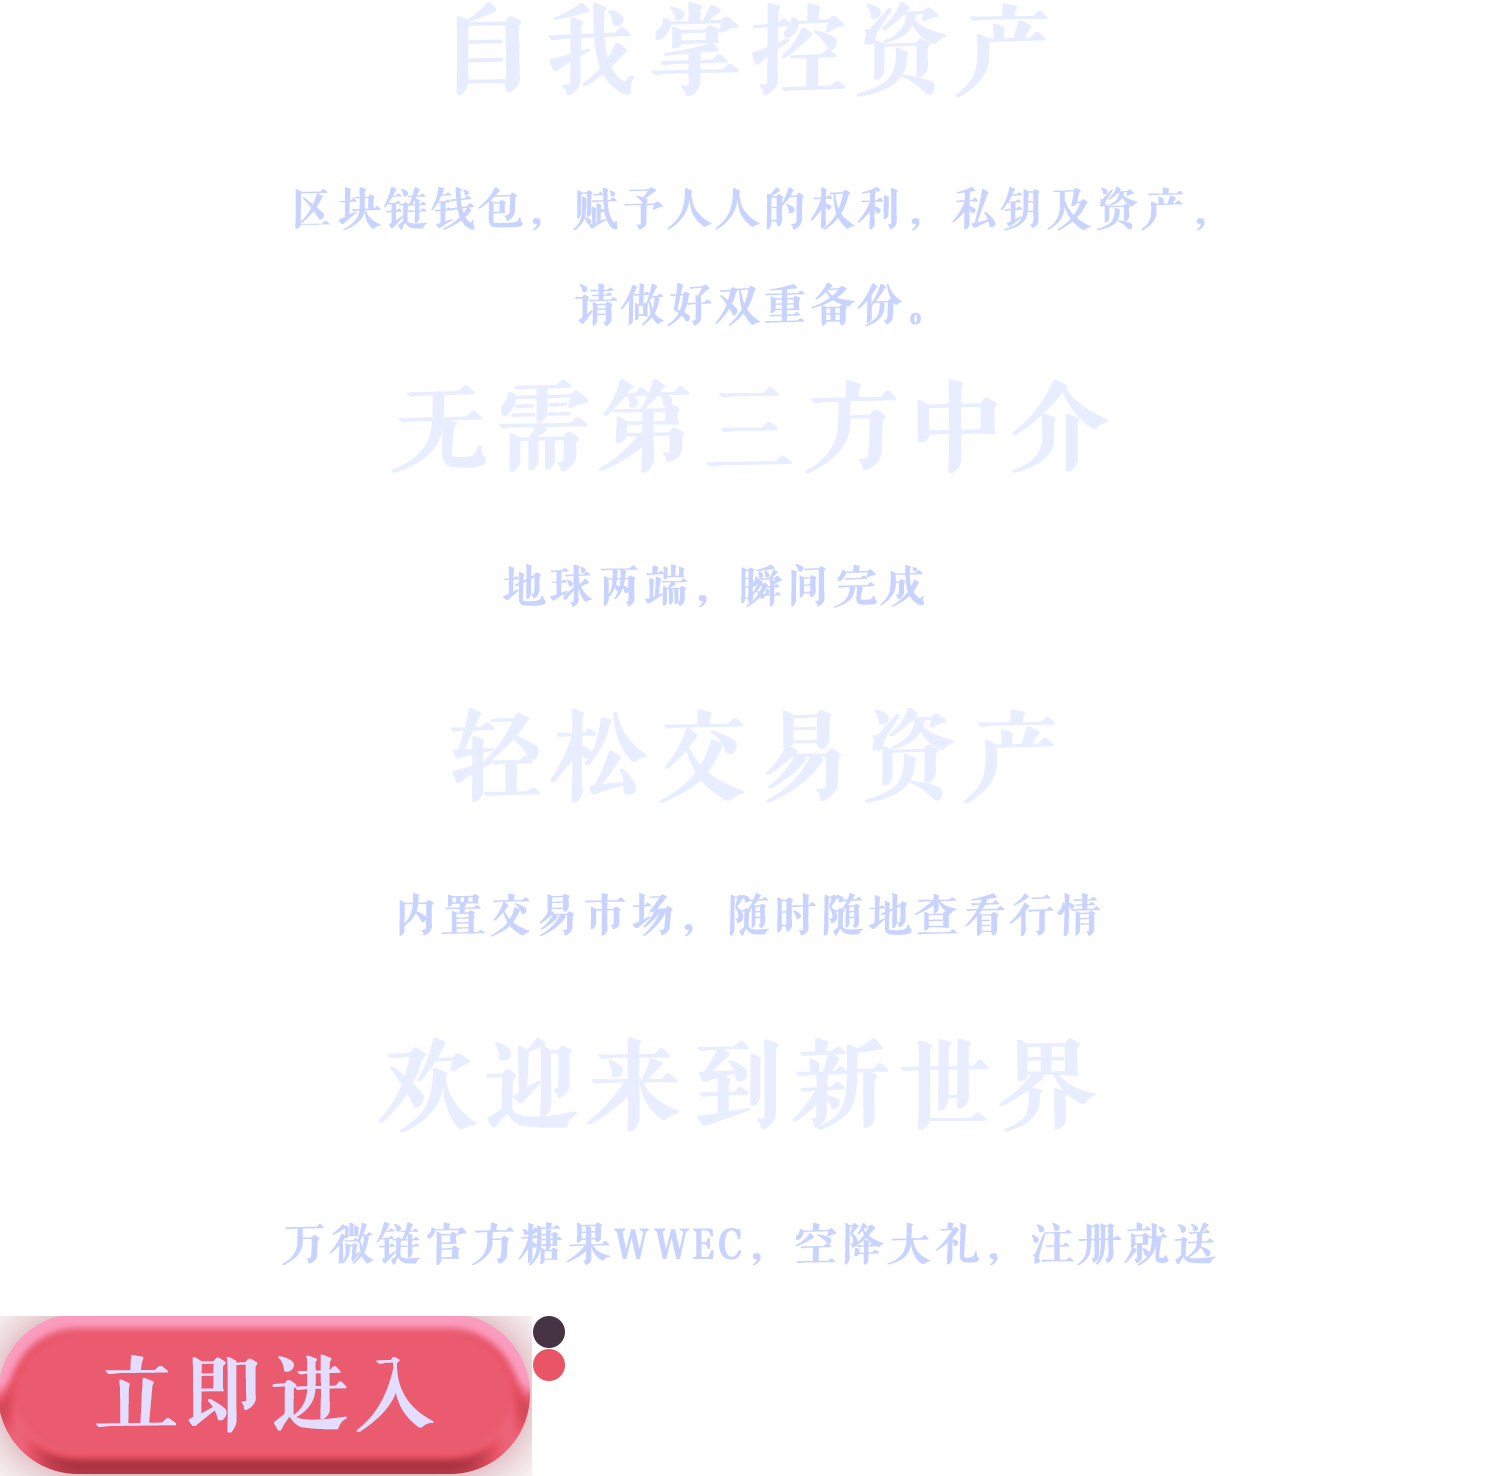 自我掌控资产
区块链钱包，赋予人人的权利，私钥及资产，
请做好双重备份。
无需第三方中介
地球两端，瞬间完成
轻松交易资产
内置交易市场，随时随地查看行情
欢迎来到新世界
万微链官方糖果WWEC，空降大礼，注册就送
立即进入